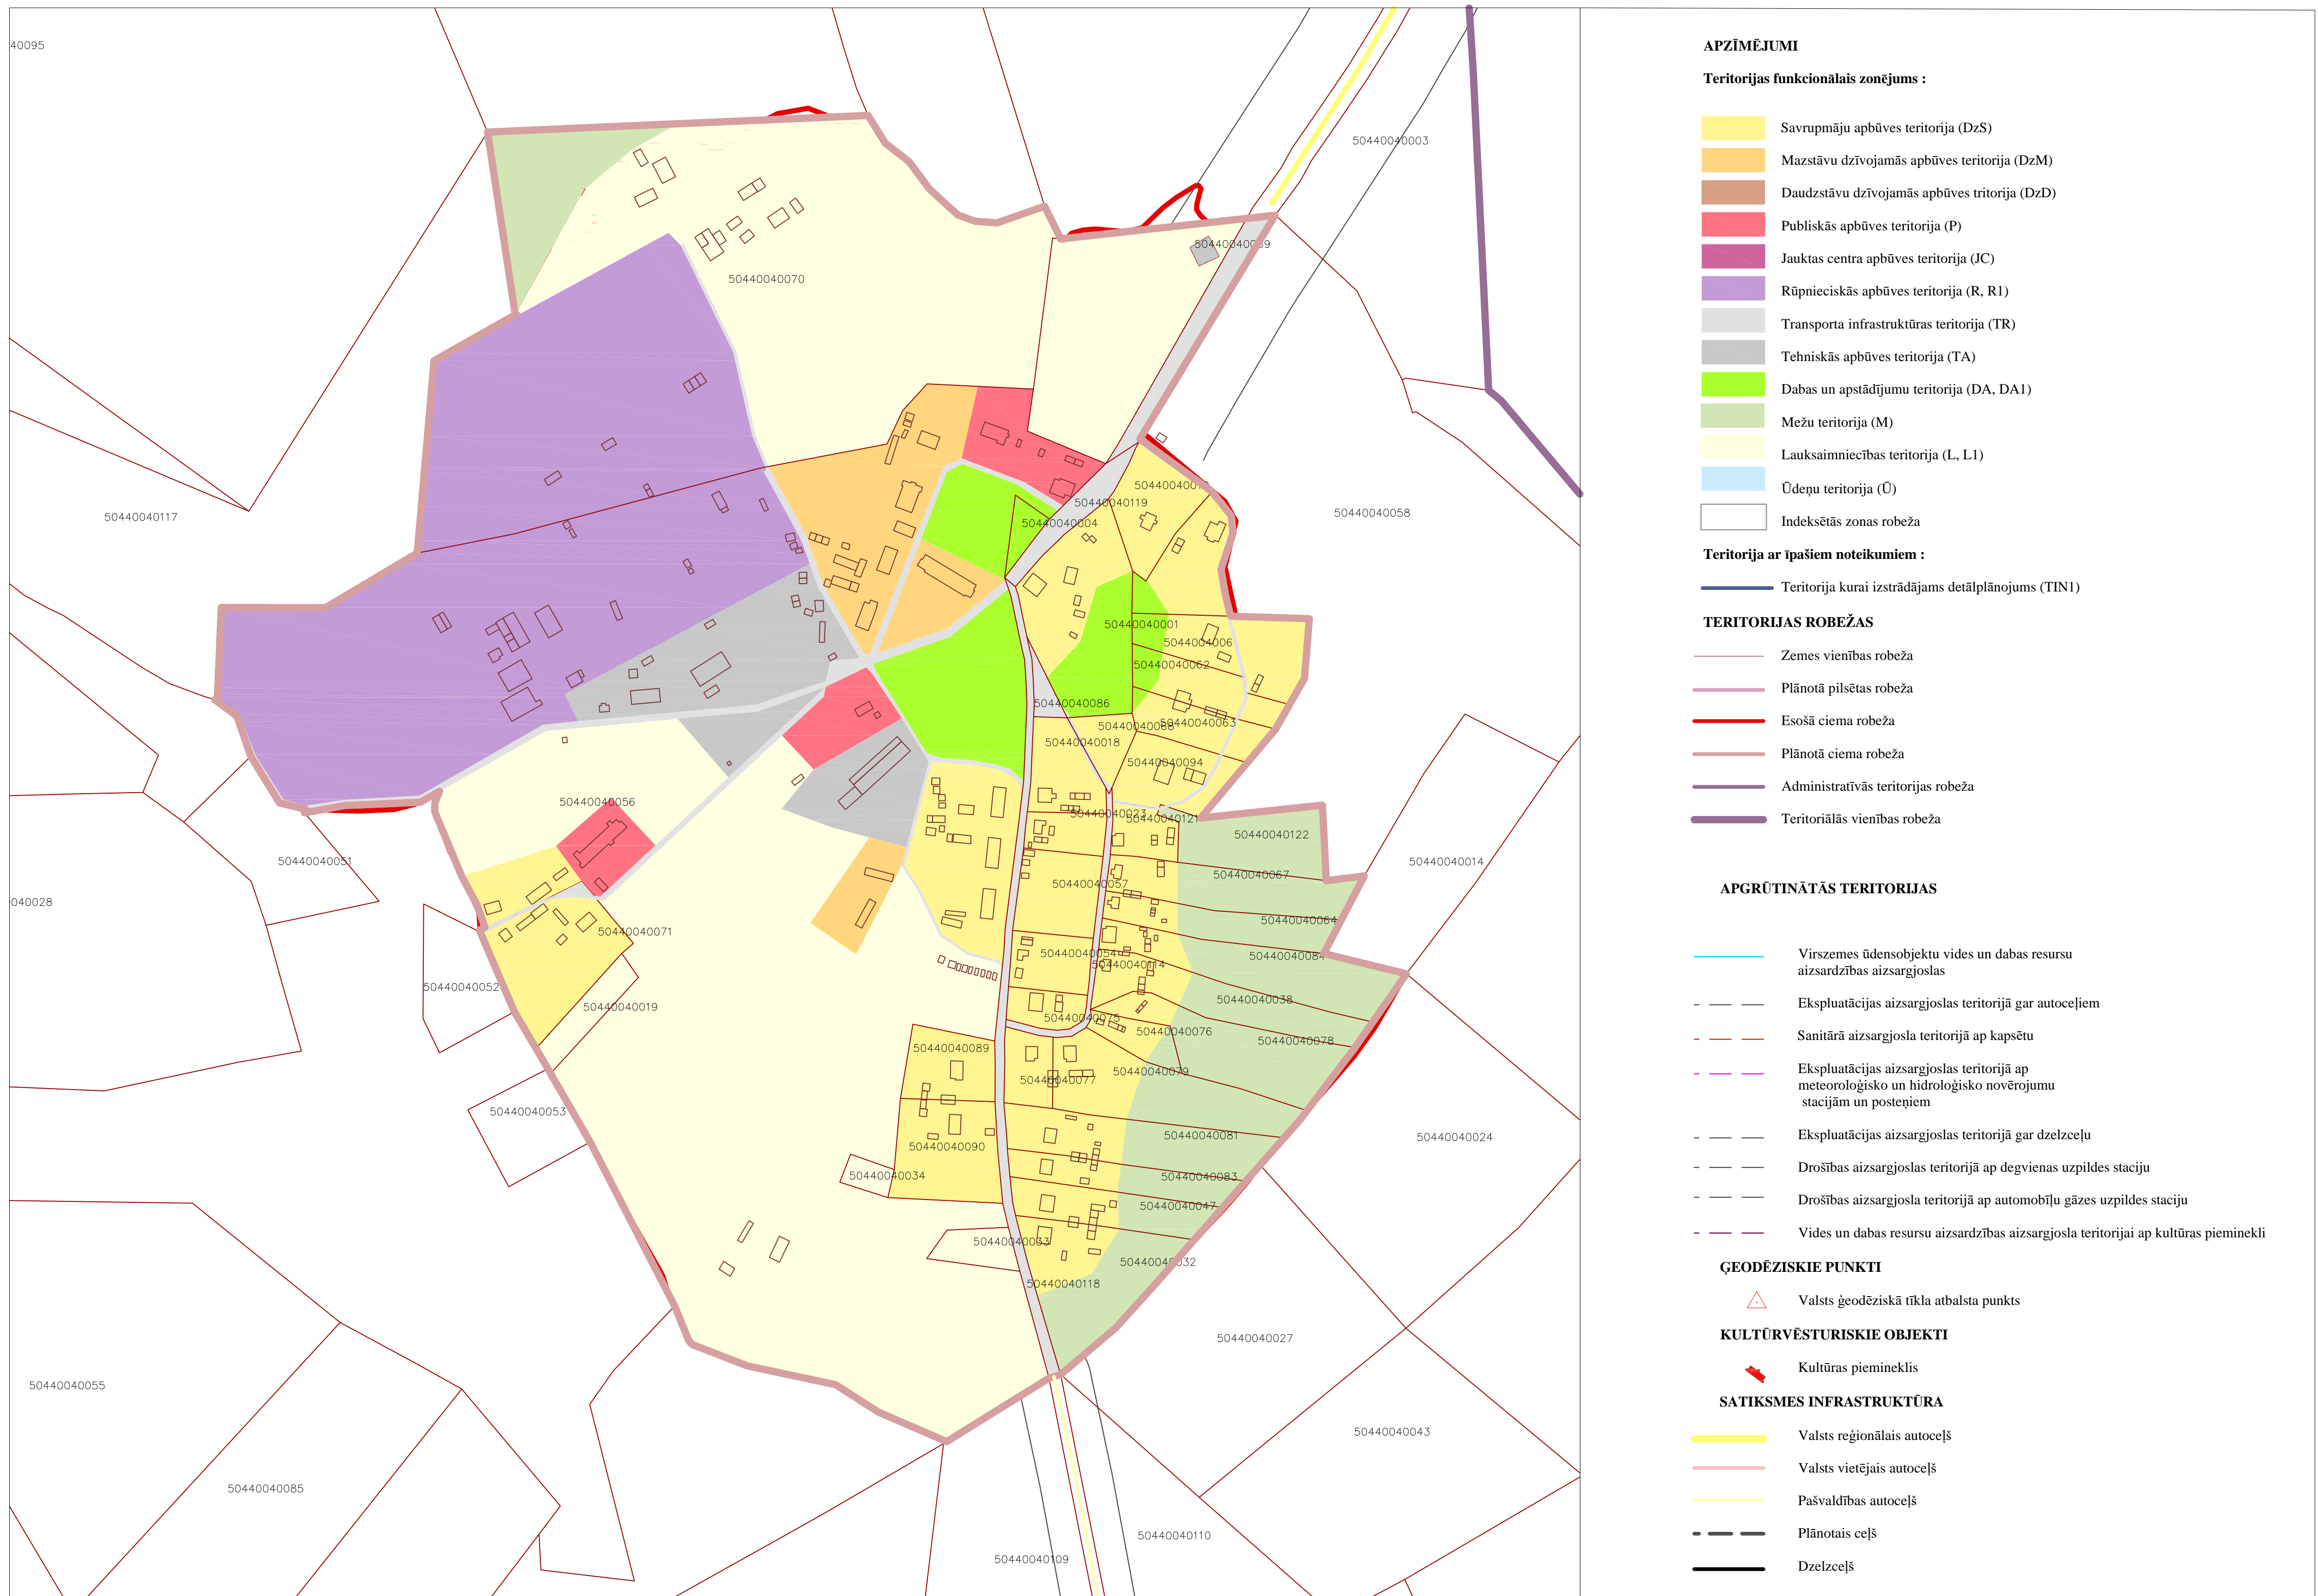 40095
50440040003
50440040070
50440040117
50440040119
50440040004
50440040058
50440040001
5044004006
50440040062
50440040086
50440040068
50440040063
50440040018
50440040094
50440040056
50440040023
50440040121
50440040122
50440040051
50440040014
50440040057
50440040067
040028
50440040064
50440040071
50440040054
50440040084
50440040114
50440040052
50440040019
50440040038
50440040075
50440040076
50440040089
50440040078
50440040079
50440040077
50440040053
50440040081
50440040024
50440040090
50440040034
50440040083
50440040047
50440040033
50440040032
50440040118
50440040027
50440040055
50440040043
50440040085
50440040110
50440040109
APZĪMĒJUMI
Teritorijas funkcionālais zonējums :
Savrupmāju apbūves teritorija (DzS)
Mazstāvu dzīvojamās apbūves teritorija (DzM)
Daudzstāvu dzīvojamās apbūves tritorija (DzD)
Publiskās apbūves teritorija (P)
Jauktas centra apbūves teritorija (JC)
Rūpnieciskās apbūves teritorija (R, R1)
Transporta infrastruktūras teritorija (TR)
Tehniskās apbūves teritorija (TA)
Dabas un apstādījumu teritorija (DA, DA1)
Mežu teritorija (M)
Lauksaimniecības teritorija (L, L1)
Ūdeņu teritorija (Ū)
Indeksētās zonas robeža
Teritorija ar īpašiem noteikumiem :
Teritorija kurai izstrādājams detālplānojums (TIN1)
TERITORIJAS ROBEŽAS
Zemes vienības robeža
Plānotā pilsētas robeža
Esošā ciema robeža
Plānotā ciema robeža
Administratīvās teritorijas robeža
Teritoriālās vienības robeža
APGRŪTINĀTĀS TERITORIJAS
Virszemes ūdensobjektu vides un dabas resursu
aizsardzības aizsargjoslas
Ekspluatācijas aizsargjoslas teritorijā gar autoceļiem
Sanitārā aizsargjosla teritorijā ap kapsētu
Ekspluatācijas aizsargjoslas teritorijā ap
meteoroloģisko un hidroloģisko novērojumu
stacijām un posteņiem
Ekspluatācijas aizsargjoslas teritorijā gar dzelzceļu
Drošības aizsargjoslas teritorijā ap degvienas uzpildes staciju
Drošības aizsargjosla teritorijā ap automobīļu gāzes uzpildes staciju
Vides un dabas resursu aizsardzības aizsargjosla teritorijai ap kultūras pieminekli
ĢEODĒZISKIE PUNKTI
Valsts ģeodēziskā tīkla atbalsta punkts
KULTŪRVĒSTURISKIE OBJEKTI
Kultūras piemineklis
SATIKSMES INFRASTRUKTŪRA
Valsts reģionālais autoceļš
Valsts vietējais autoceļš
Pašvaldības autoceļš
Plānotais ceļš
Dzelzceļš